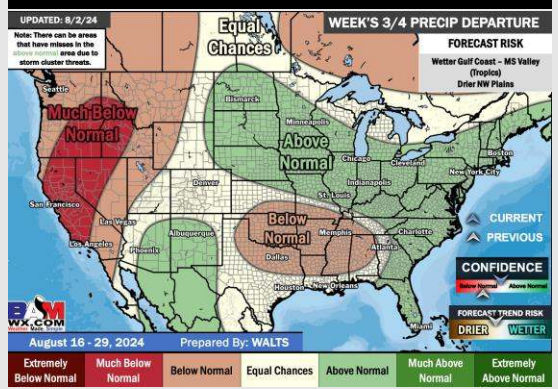 UPDATED: 8/2/24
Note: There can be areas
that have misses in the
above normal area due to
storm cluster threats.
Equal
Chances
WEEK'S 3/4 PRECIP DEPARTURE
FORECAST RISK
Wetter Gulf Coast – MS Valley
(Tropics)
Drier NW Plains
Seattle
Much Below
Normal
Bismarck
Minneapolis
Above
Normal
Chicago
Cleveland
Boston
New York City
Indianapolis
Denver
St. Louis
San Francisco
Las Vegas
Los Angeles
Phoenix
Albuquerque
Below
Normal
Memphis
Charlotte
Atlanta
Dallas
Houston
New Orleans
Miami
CURRENT
PREVIOUS
CONFIDENCE
Below Normal
Above Normal
FORECAST TREND RISK
DRIER
WETTER
BAM
WX.COM
Weather Made Simple
August 16 - 29, 2024
Prepared By: WALTS
Extremely
Below Normal
Much Below
Normal
Below Normal
Equal Chances
Above Normal
Much Above
Normal
Extremely
Above Normal